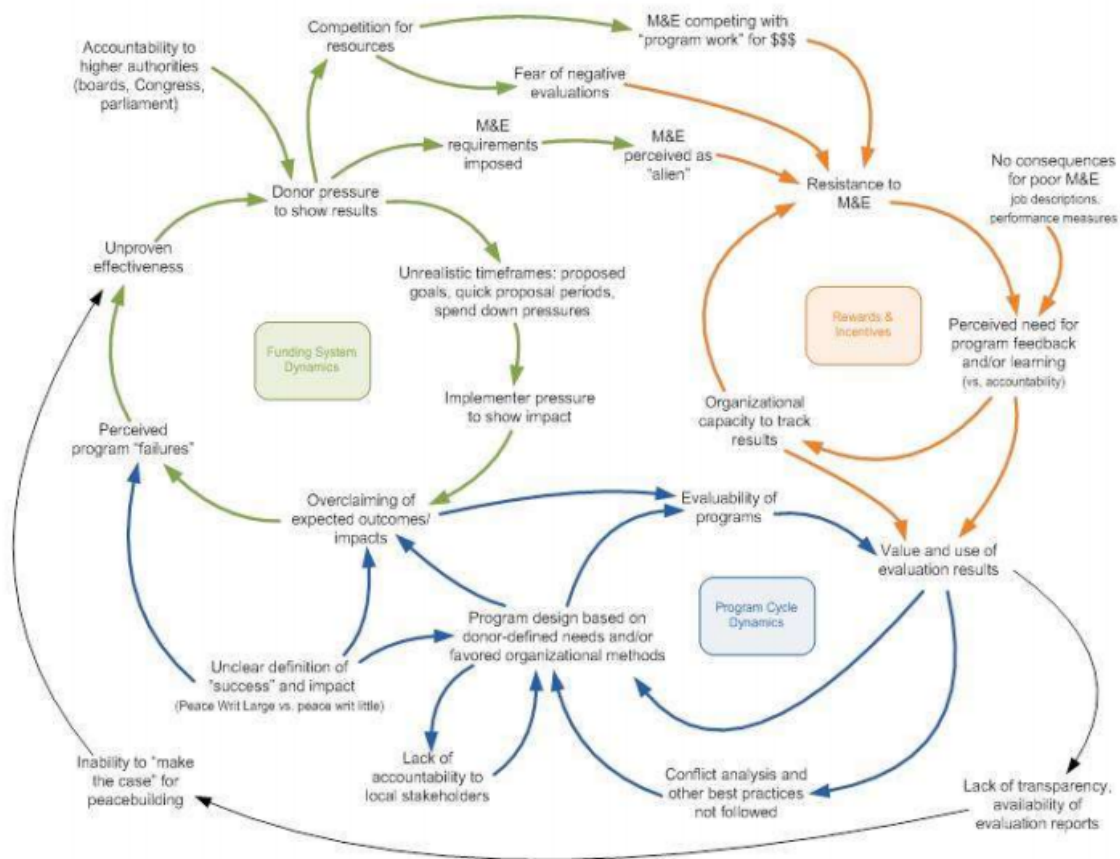 Competition for
resources
M&E competing with
"program work" for $$$
Accountability to
higher authorities
(boards, Congress,
parliament)
Fear of negative
evaluations
M&E
requirements
imposed
M&E
perceived as
"alien"
No consequences
for poor M&E
job descriptions,
performance measures
Donor pressure
to show results
Resistance to
M&E
Unproven
effectiveness
Unrealistic timeframes: proposed
goals, quick proposal periods,
spend down pressures
Funding System
Dynamics
Rewards &
Incentives
Perceived need for
program feedback
and/or learning
(vs. accountability)
Implementer pressure
to show impact
Organizational
capacity to track
results
Perceived
program "failures"
Overclaiming of
expected outcomes/
impacts
Evaluability of
programs
Value and use of
evaluation results
Program Cycle
Dynamics
Program design based on
donor-defined needs and/or
favored organizational methods
Unclear definition of
"success" and impact
(Peace Writ Large vs. peace writ little)
Lack of
accountability to
local stakeholders
Conflict analysis and
other best practices
not followed
Inability to "make
the case" for
peacebuilding
Lack of transparency,
availability of
evaluation reports